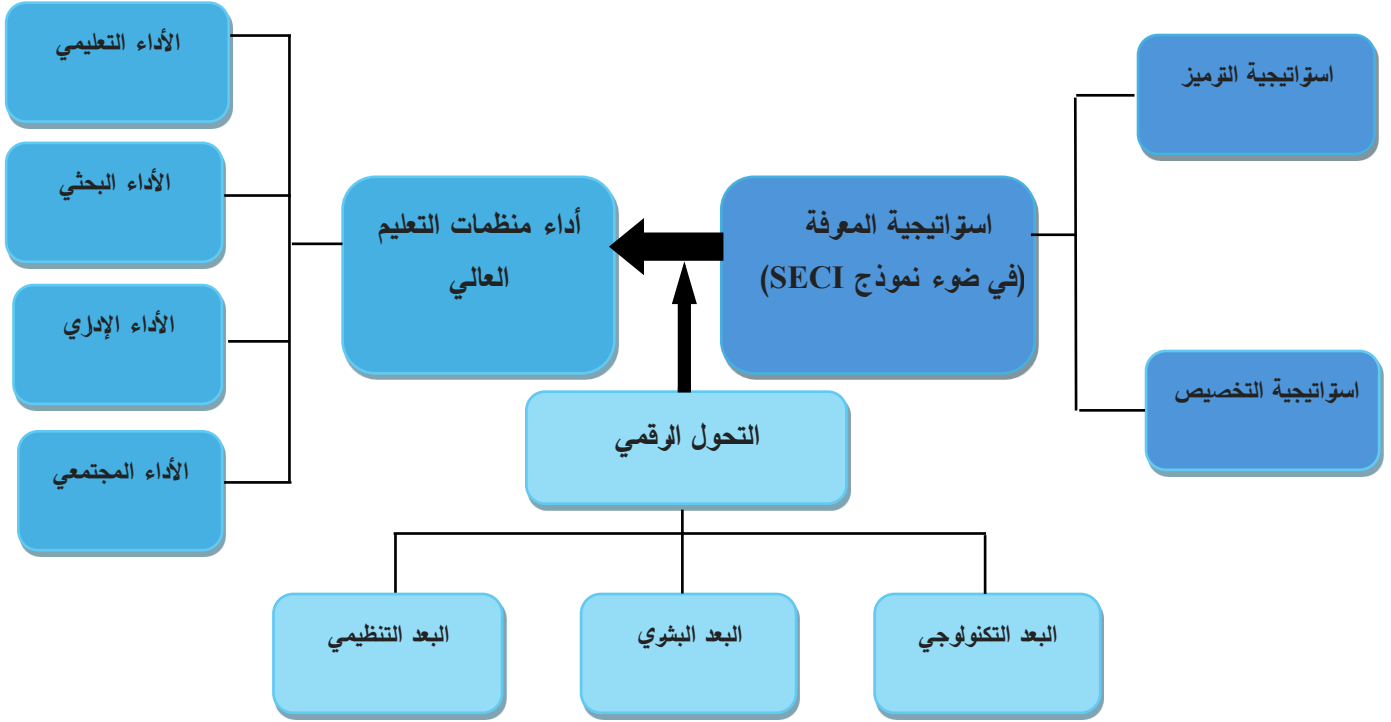 استراتيجية الترميز
الأداء التعليمي
الأداء البحثي
استراتيجية المعرفة
(في ضوء نموذج SECI)
أداء منظمات التعليم
العالي
الأداء الإداري
استراتيجية التخصيص
التحول الرقمي
الأداء المجتمعي
البعد التكنولوجي
البعد البشري
البعد التنظيمي